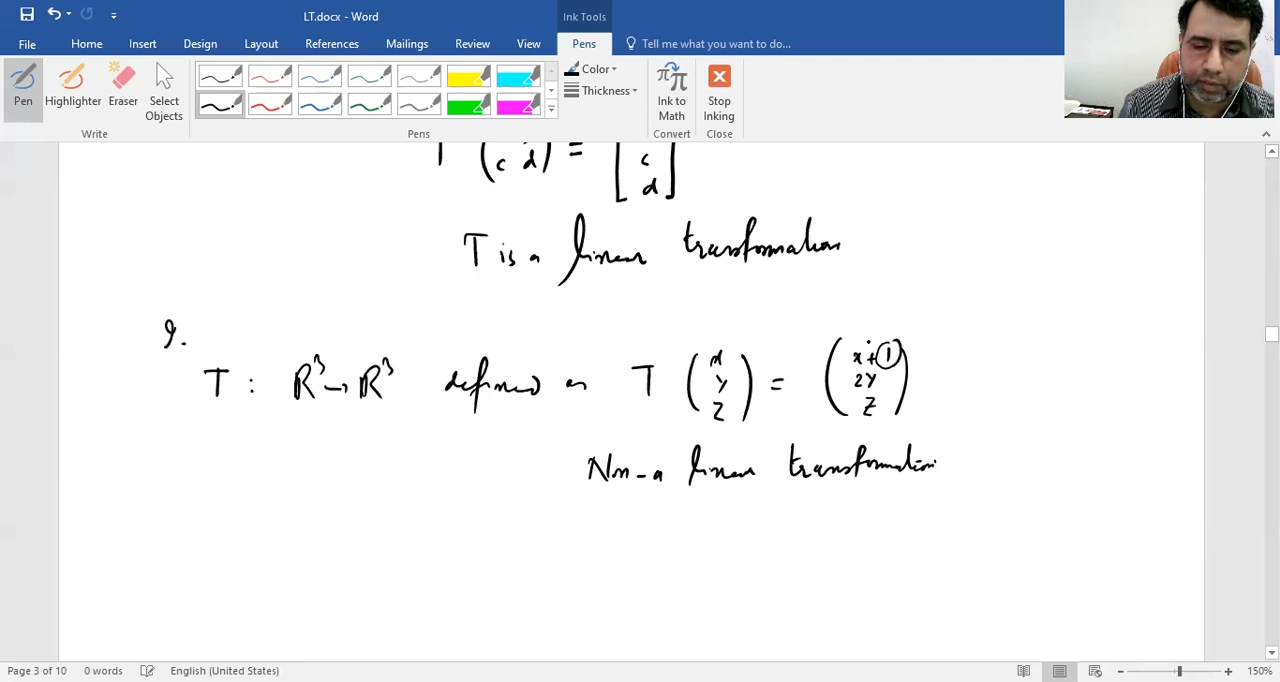 LT.docx - Word
Ink Tools
File Home Insert Design Layout References Mailings Review View Pens Tell me what you want to do...
Pen Highlighter Eraser Select Objects
Color
Thickness
Ink to Math
Stop Inking
Write Pens Convert Close
T (c d) = [c d]
T is a linear transformation
9.
T : R³ → R³ defined as T (x y z) = (x+1 2y z)
Non-a linear transformation
Page 3 of 10 0 words English (United States) 150%